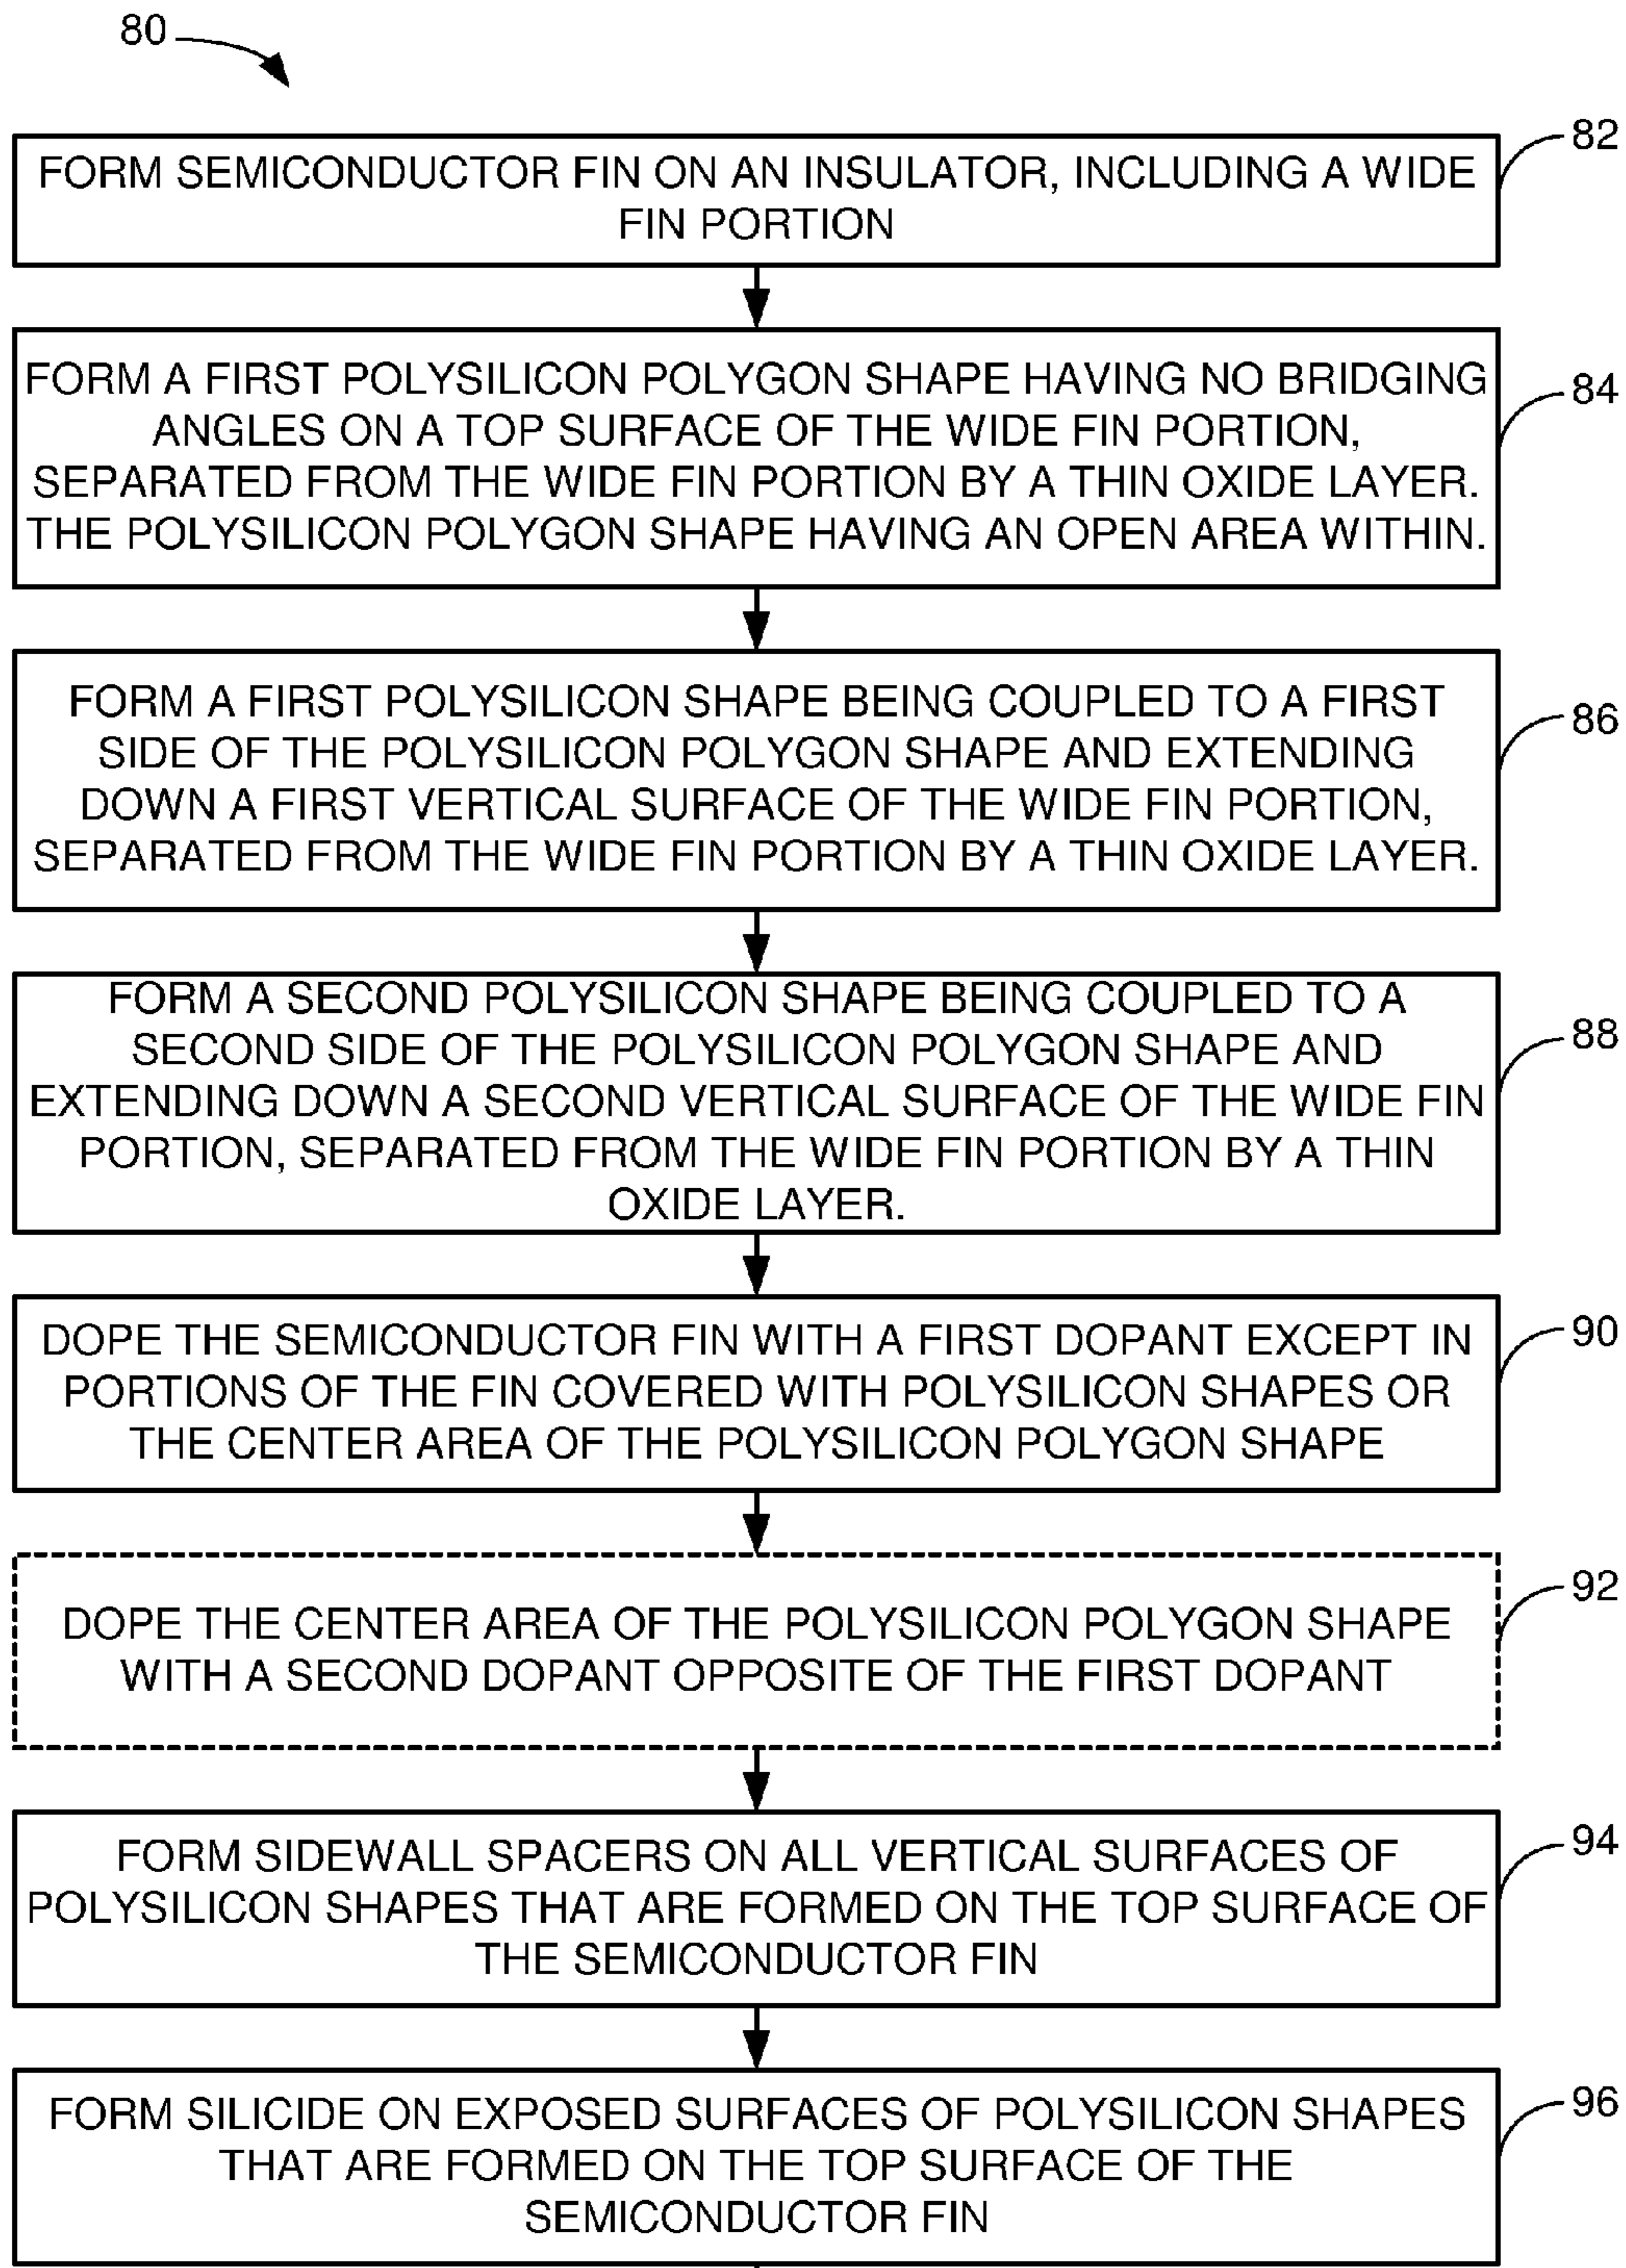 80
82
FORM SEMICONDUCTOR FIN ON AN INSULATOR, INCLUDING A WIDE
FIN PORTION
84
FORM A FIRST POLYSILICON POLYGON SHAPE HAVING NO BRIDGING
ANGLES ON A TOP SURFACE OF THE WIDE FIN PORTION,
SEPARATED FROM THE WIDE FIN PORTION BY A THIN OXIDE LAYER.
THE POLYSILICON POLYGON SHAPE HAVING AN OPEN AREA WITHIN.
86
FORM A FIRST POLYSILICON SHAPE BEING COUPLED TO A FIRST
SIDE OF THE POLYSILICON POLYGON SHAPE AND EXTENDING
DOWN A FIRST VERTICAL SURFACE OF THE WIDE FIN PORTION,
SEPARATED FROM THE WIDE FIN PORTION BY A THIN OXIDE LAYER.
88
FORM A SECOND POLYSILICON SHAPE BEING COUPLED TO A
SECOND SIDE OF THE POLYSILICON POLYGON SHAPE AND
EXTENDING DOWN A SECOND VERTICAL SURFACE OF THE WIDE FIN
PORTION, SEPARATED FROM THE WIDE FIN PORTION BY A THIN
OXIDE LAYER.
90
DOPE THE SEMICONDUCTOR FIN WITH A FIRST DOPANT EXCEPT IN
PORTIONS OF THE FIN COVERED WITH POLYSILICON SHAPES OR
THE CENTER AREA OF THE POLYSILICON POLYGON SHAPE
92
DOPE THE CENTER AREA OF THE POLYSILICON POLYGON SHAPE
WITH A SECOND DOPANT OPPOSITE OF THE FIRST DOPANT
94
FORM SIDEWALL SPACERS ON ALL VERTICAL SURFACES OF
POLYSILICON SHAPES THAT ARE FORMED ON THE TOP SURFACE OF
THE SEMICONDUCTOR FIN
96
FORM SILICIDE ON EXPOSED SURFACES OF POLYSILICON SHAPES
THAT ARE FORMED ON THE TOP SURFACE OF THE
SEMICONDUCTOR FIN